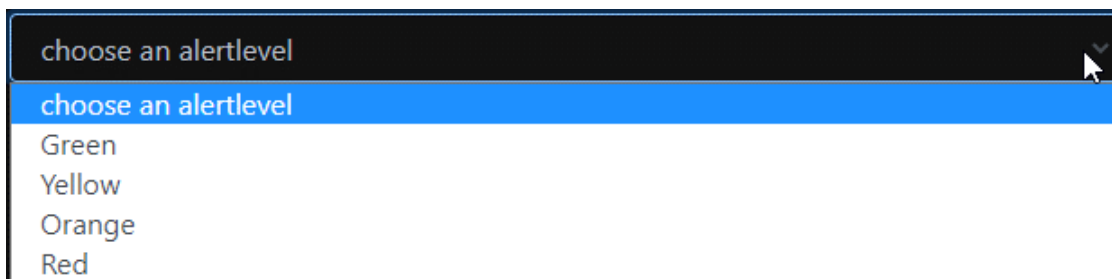 choose an alertlevel
choose an alertlevel
Green
Yellow
Orange
Red